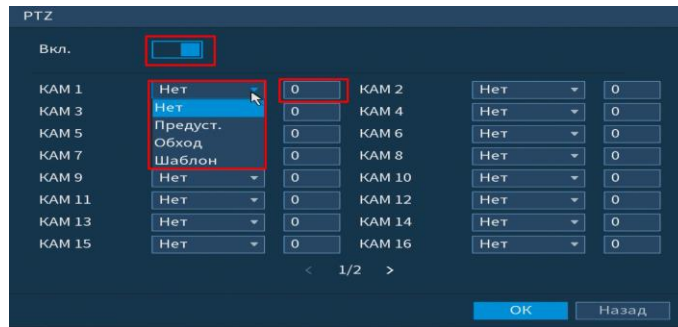 PTZ
Вкл.
КАМ 1 Нет 0 КАМ 2 Нет 0
КАМ 3 Нет 0 КАМ 4 Нет 0
Предуст.
КАМ 5 0 КАМ 6 Нет 0
Обход
КАМ 7 Шаблон 0 КАМ 8 Нет 0
КАМ 9 Нет 0 КАМ 10 Нет 0
КАМ 11 Нет 0 КАМ 12 Нет 0
КАМ 13 Нет 0 КАМ 14 Нет 0
КАМ 15 Нет 0 КАМ 16 Нет 0
< 1/2 >
ОК Назад